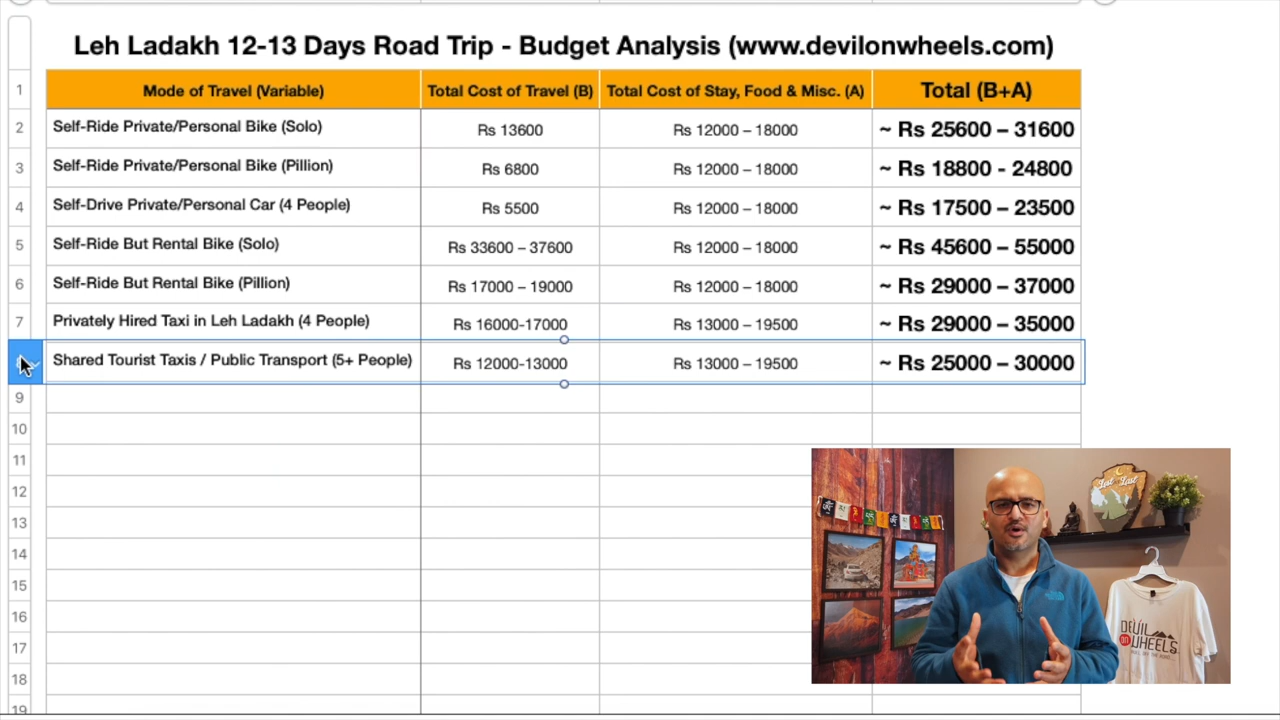 Leh Ladakh 12-13 Days Road Trip - Budget Analysis (www.devilonwheels.com)
1 Mode of Travel (Variable) Total Cost of Travel (B) Total Cost of Stay, Food & Misc. (A) Total (B+A)
2 Self-Ride Private/Personal Bike (Solo) Rs 13600 Rs 12000 – 18000 ~ Rs 25600 – 31600
3 Self-Ride Private/Personal Bike (Pillion) Rs 6800 Rs 12000 – 18000 ~ Rs 18800 - 24800
4 Self-Drive Private/Personal Car (4 People) Rs 5500 Rs 12000 – 18000 ~ Rs 17500 – 23500
5 Self-Ride But Rental Bike (Solo) Rs 33600 – 37600 Rs 12000 – 18000 ~ Rs 45600 – 55000
6 Self-Ride But Rental Bike (Pillion) Rs 17000 – 19000 Rs 12000 – 18000 ~ Rs 29000 – 37000
7 Privately Hired Taxi in Leh Ladakh (4 People) Rs 16000-17000 Rs 13000 – 19500 ~ Rs 29000 – 35000
Shared Tourist Taxis / Public Transport (5+ People) Rs 12000-13000 Rs 13000 – 19500 ~ Rs 25000 – 30000
9
10
11
12
13
14
15
16
17
18
19
Lost Last
DEVIL
ON WHEELS